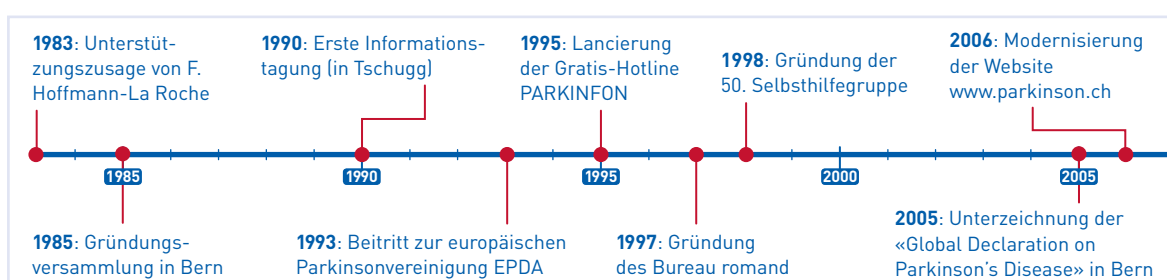 1983: Unterstüt-
zungszusage von F.
Hoffmann-La Roche
1990: Erste Informations-
tagung (in Tschugg)
1995: Lancierung
der Gratis-Hotline
PARKINFON
1998: Gründung der
50. Selbsthilfegruppe
2006: Modernisierung
der Website
www.parkinson.ch
1985
1990
1995
2000
2005
1985: Gründungs-
versammlung in Bern
1993: Beitritt zur europäischen
Parkinsonvereinigung EPDA
1997: Gründung
des Bureau romand
2005: Unterzeichnung der
«Global Declaration on
Parkinson's Disease» in Bern